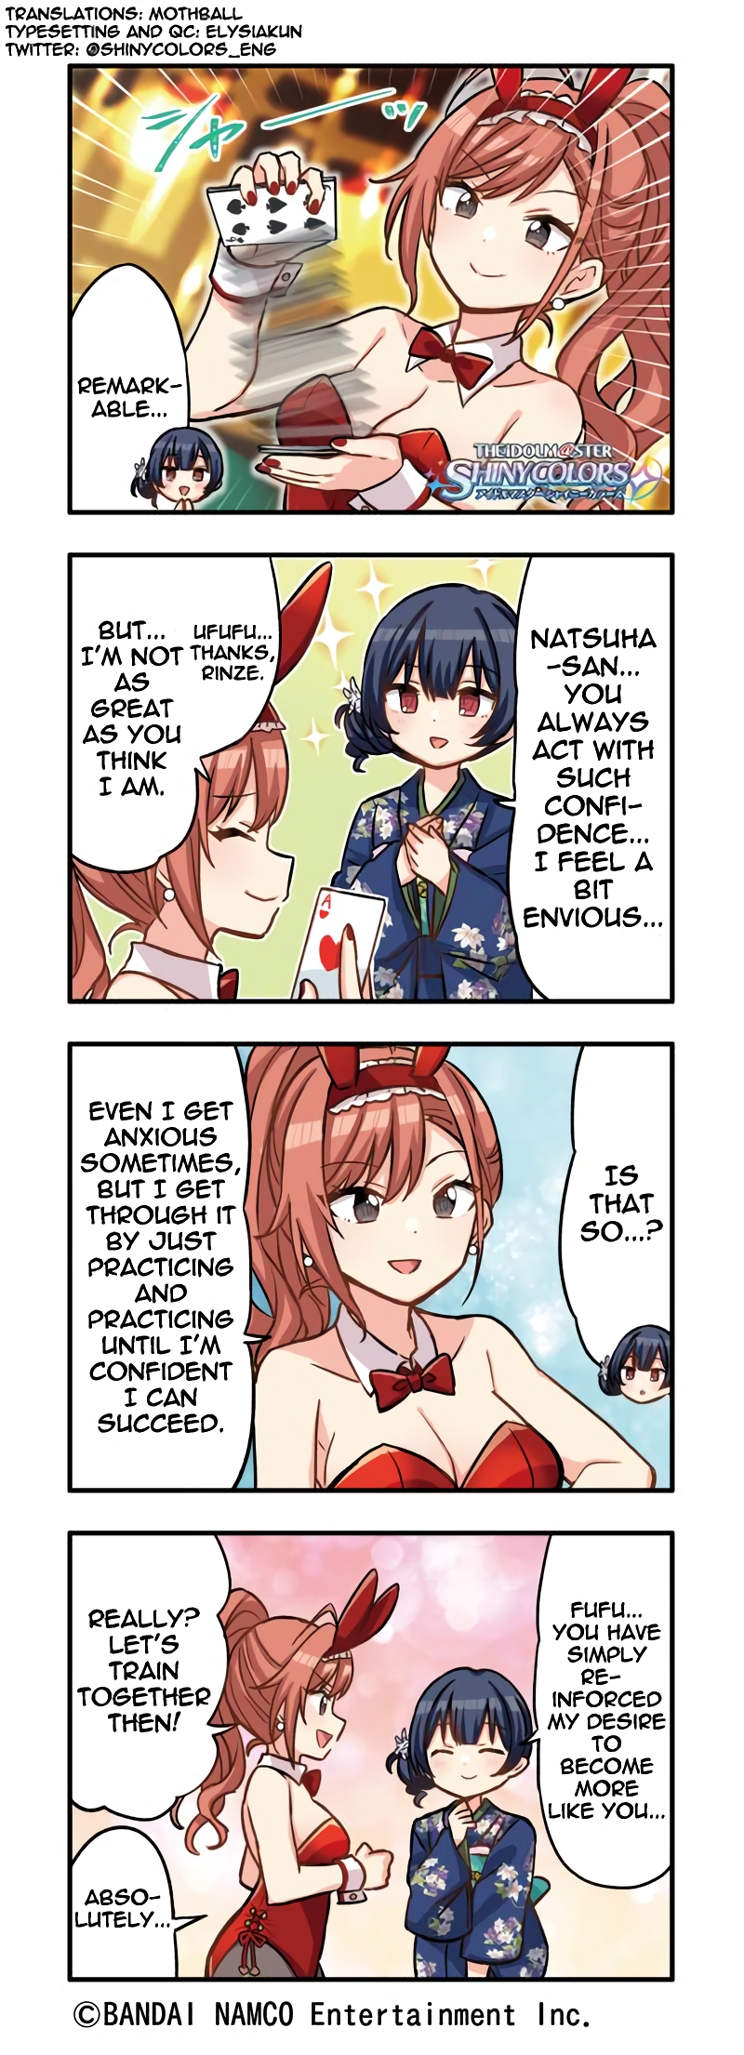 TRANSLATIONS: MOTHBALL
TYPESETTING AND QC: ELYSIAKUN
TWITTER: @SHINYCOLORS_ENG
シャーッ
REMARK-
ABLE...
THE IDOLM@STER
SHINYCOLORS
アイドルマスター シャイニーカラーズ
NATSUHA
-SAN...
YOU
ALWAYS
ACT WITH
SUCH
CONFI-
DENCE...
I FEEL A
BIT
ENVIOUS...
UFUFU...
THANKS,
RINZE.
BUT...
I'M NOT
AS
GREAT
AS YOU
THINK
I AM.
A
IS
THAT
SO...?
EVEN I GET
ANXIOUS
SOMETIMES,
BUT I GET
THROUGH IT
BY JUST
PRACTICING
AND
PRACTICING
UNTIL I'M
CONFIDENT
I CAN
SUCCEED.
FUFU...
YOU HAVE
SIMPLY
RE-
INFORCED
MY DESIRE
TO
BECOME
MORE
LIKE YOU...
REALLY?
LET'S
TRAIN
TOGETHER
THEN!
ABSO-
LUTELY...
©BANDAI NAMCO Entertainment Inc.